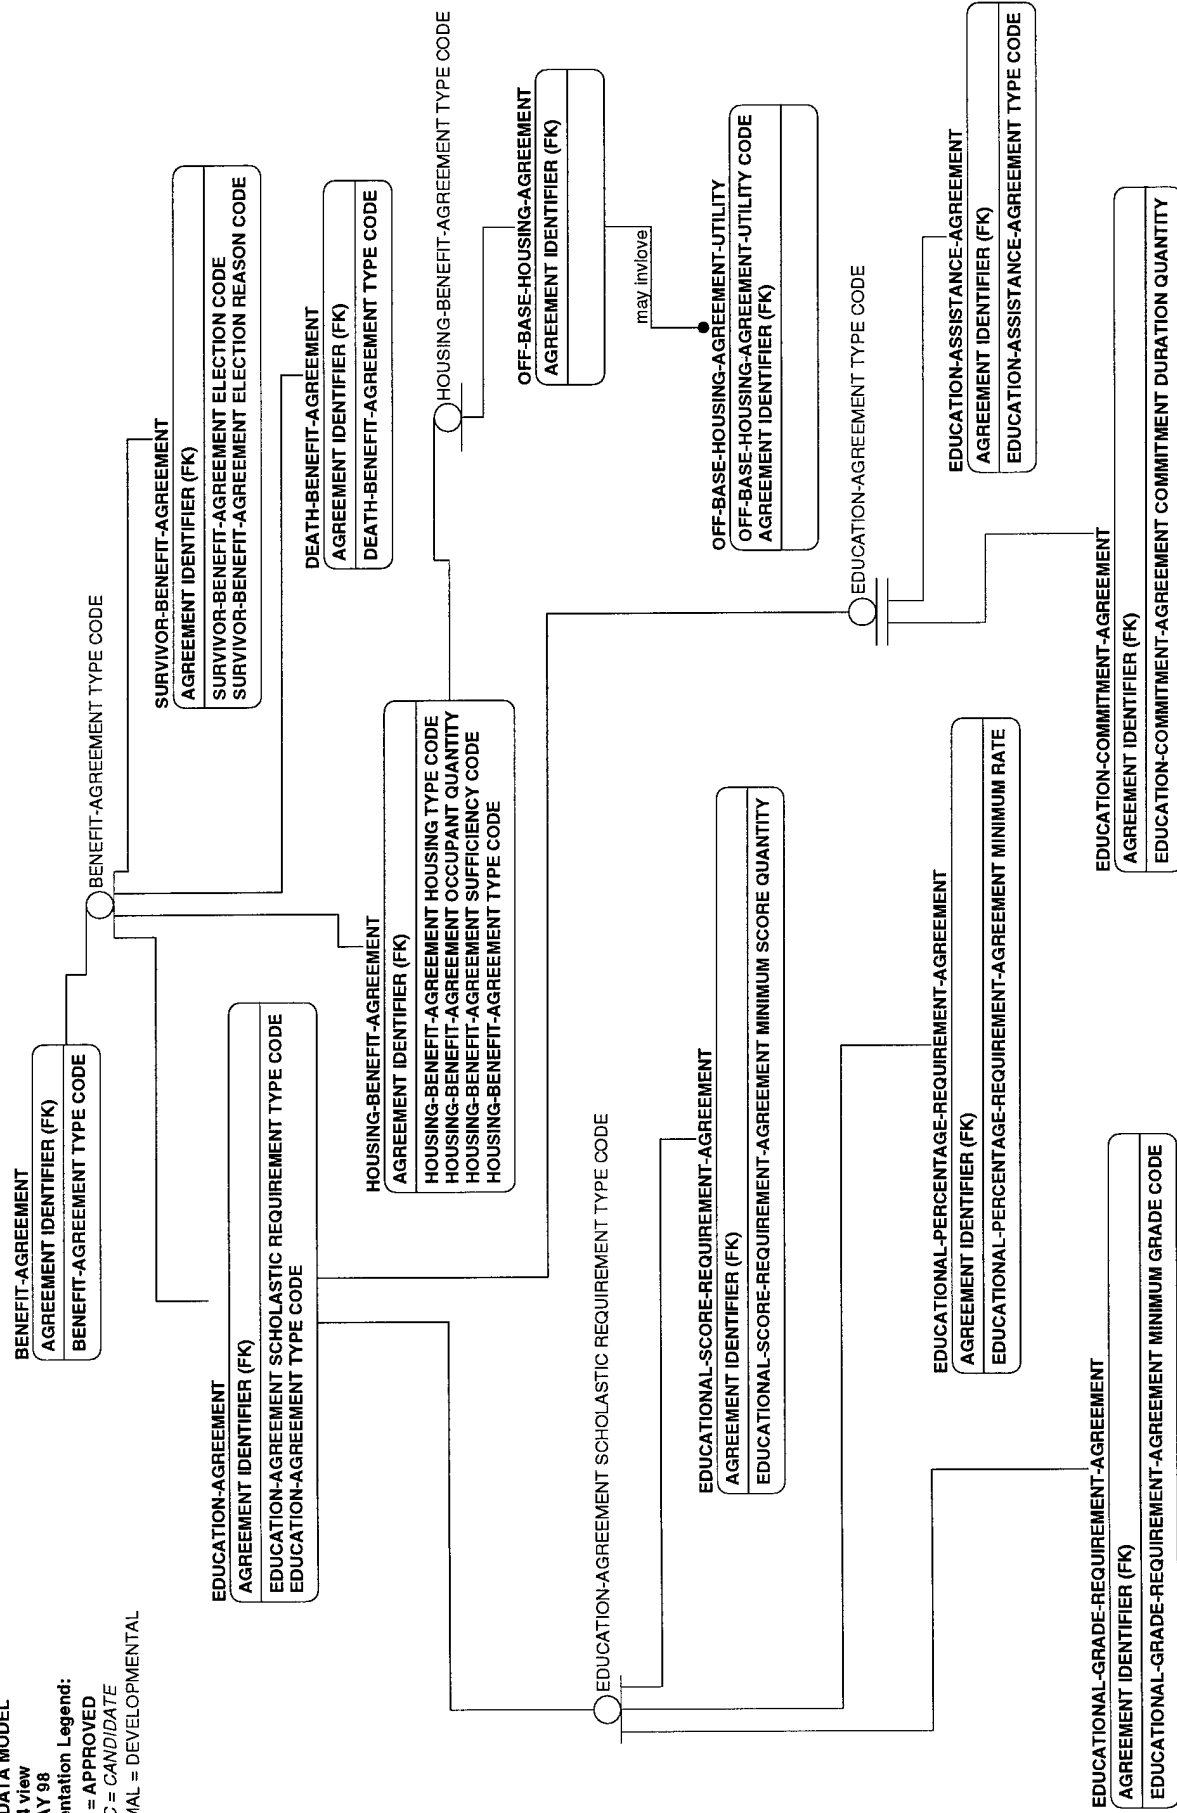 DATA MODEL
view
98
Legend:
= APPROVED
= CANDIDATE
= DEVELOPMENTAL
BENEFIT-AGREEMENT
AGREEMENT IDENTIFIER (FK)
BENEFIT-AGREEMENT TYPE CODE
BENEFIT-AGREEMENT TYPE CODE
EDUCATION-AGREEMENT
AGREEMENT IDENTIFIER (FK)
EDUCATION-AGREEMENT SCHOLASTIC REQUIREMENT TYPE CODE
EDUCATION-AGREEMENT TYPE CODE
SURVIVOR-BENEFIT-AGREEMENT
AGREEMENT IDENTIFIER (FK)
SURVIVOR-BENEFIT-AGREEMENT ELECTION CODE
SURVIVOR-BENEFIT-AGREEMENT ELECTION REASON CODE
DEATH-BENEFIT-AGREEMENT
AGREEMENT IDENTIFIER (FK)
DEATH-BENEFIT-AGREEMENT TYPE CODE
HOUSING-BENEFIT-AGREEMENT
AGREEMENT IDENTIFIER (FK)
HOUSING-BENEFIT-AGREEMENT HOUSING TYPE CODE
HOUSING-BENEFIT-AGREEMENT OCCUPANT QUANTITY
HOUSING-BENEFIT-AGREEMENT SUFFICIENCY CODE
HOUSING-BENEFIT-AGREEMENT TYPE CODE
HOUSING-BENEFIT-AGREEMENT TYPE CODE
OFF-BASE-HOUSING-AGREEMENT
AGREEMENT IDENTIFIER (FK)
may invlove
OFF-BASE-HOUSING-AGREEMENT-UTILITY
OFF-BASE-HOUSING-AGREEMENT-UTILITY CODE
AGREEMENT IDENTIFIER (FK)
EDUCATION-AGREEMENT SCHOLASTIC REQUIREMENT TYPE CODE
EDUCATIONAL-SCORE-REQUIREMENT-AGREEMENT
AGREEMENT IDENTIFIER (FK)
EDUCATIONAL-SCORE-REQUIREMENT-AGREEMENT MINIMUM SCORE QUANTITY
EDUCATION-AGREEMENT TYPE CODE
EDUCATIONAL-PERCENTAGE-REQUIREMENT-AGREEMENT
AGREEMENT IDENTIFIER (FK)
EDUCATIONAL-PERCENTAGE-REQUIREMENT-AGREEMENT MINIMUM RATE
EDUCATION-ASSISTANCE-AGREEMENT
AGREEMENT IDENTIFIER (FK)
EDUCATION-ASSISTANCE-AGREEMENT TYPE CODE
EDUCATIONAL-GRADE-REQUIREMENT-AGREEMENT
AGREEMENT IDENTIFIER (FK)
EDUCATIONAL-GRADE-REQUIREMENT-AGREEMENT MINIMUM GRADE CODE
EDUCATION-COMMITMENT-AGREEMENT
AGREEMENT IDENTIFIER (FK)
EDUCATION-COMMITMENT-AGREEMENT COMMITMENT DURATION QUANTITY